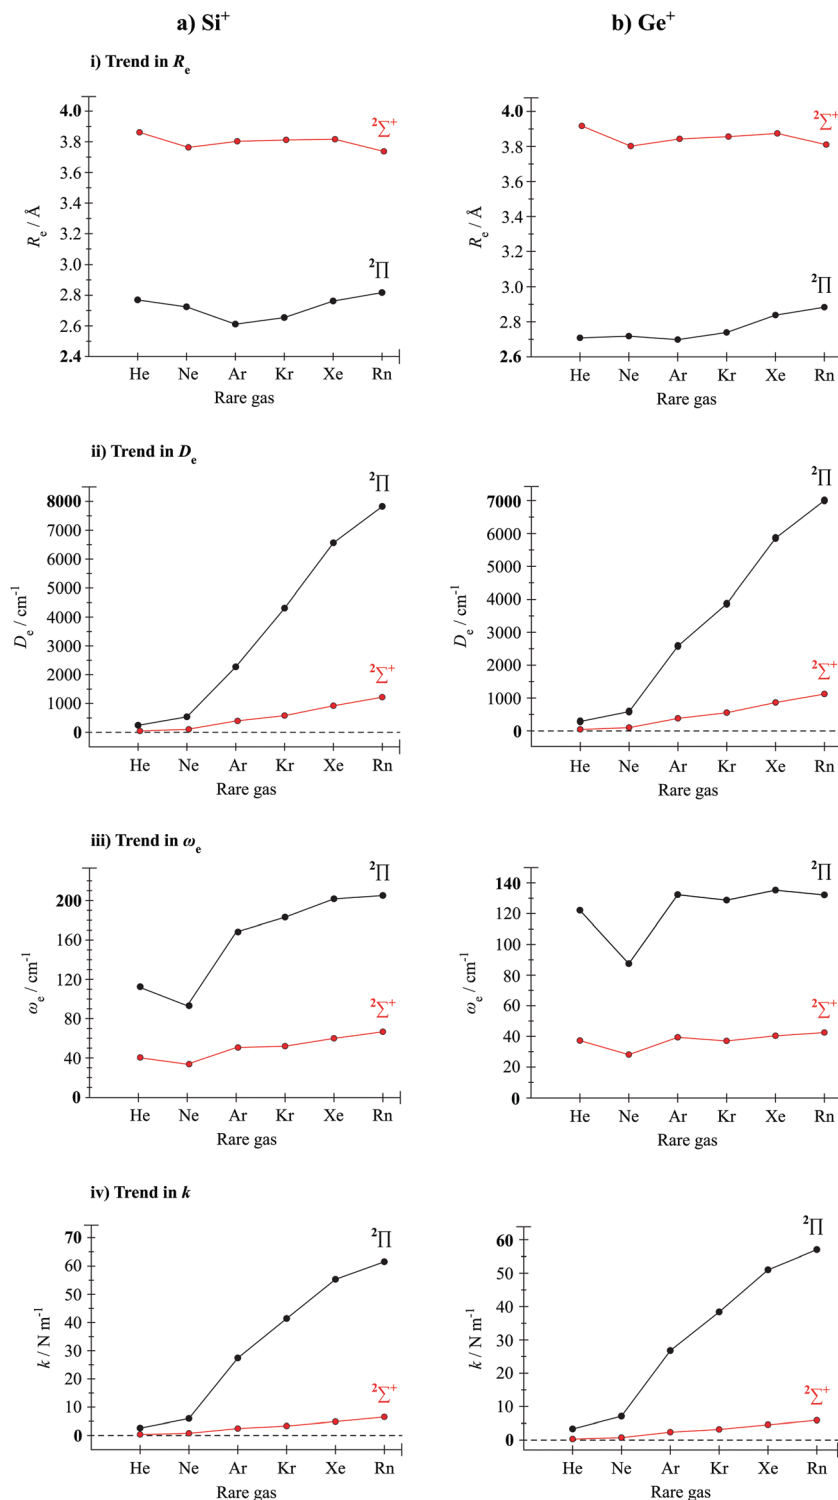 a) Si+
b) Ge+
i) Trend in Re
4.0
3.8
3.6
3.4
3.2
3.0
2.8
2.6
2.4
Re / Å
2Σ+
2Π
He Ne Ar Kr Xe Rn
Rare gas
4.0
3.8
3.6
3.4
3.2
3.0
2.8
2.6
Re / Å
2Σ+
2Π
He Ne Ar Kr Xe Rn
Rare gas
ii) Trend in De
8000
7000
6000
5000
4000
3000
2000
1000
0
De / cm-1
2Π
2Σ+
He Ne Ar Kr Xe Rn
Rare gas
7000
6000
5000
4000
3000
2000
1000
0
De / cm-1
2Π
2Σ+
He Ne Ar Kr Xe Rn
Rare gas
iii) Trend in ωe
200
160
120
80
40
0
ωe / cm-1
2Π
2Σ+
He Ne Ar Kr Xe Rn
Rare gas
140
120
100
80
60
40
20
0
ωe / cm-1
2Π
2Σ+
He Ne Ar Kr Xe Rn
Rare gas
iv) Trend in k
70
60
50
40
30
20
10
0
k / N m-1
2Π
2Σ+
He Ne Ar Kr Xe Rn
Rare gas
60
50
40
30
20
10
0
k / N m-1
2Π
2Σ+
He Ne Ar Kr Xe Rn
Rare gas